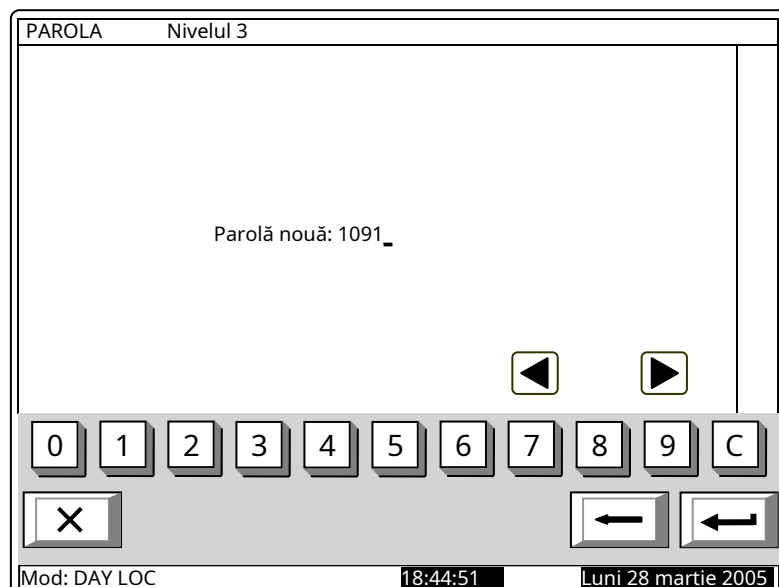 PAROLA Nivelul 3
Parolă nouă: 1091_
0 1 2 3 4 5 6 7 8 9 C
Mod: DAY LOC 18:44:51 Luni 28 martie 2005